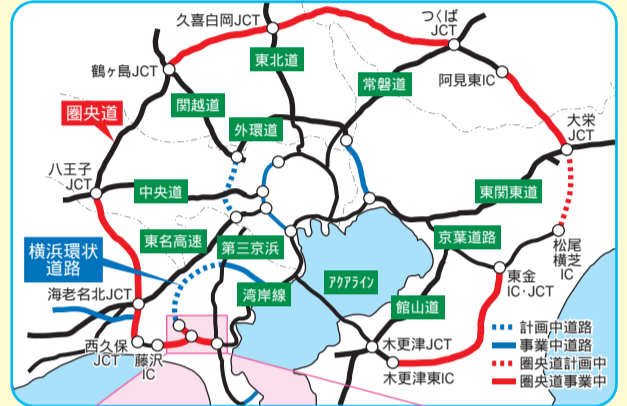 久喜白岡JCT
つくば
JCT
東北道
鶴ヶ島JCT
常磐道
阿見東IC
関越道
圏央道
外環道
大栄
JCT
八王子
JCT
中央道
東関東道
東名高速
第三京浜
京葉道路
横浜環状
道路
松尾
横芝
IC
海老名北JCT
湾岸線
アクアライン
東金
IC・JCT
館山道
西久保
JCT
藤沢
IC
木更津JCT
木更津東IC
計画中道路
事業中道路
圏央道計画中
圏央道事業中